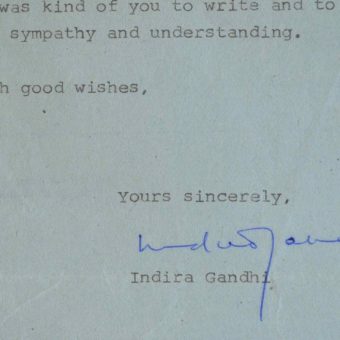 was kind of you to write and to
sympathy and understanding.
h good wishes,
Yours sincerely,
Indira Gandhi